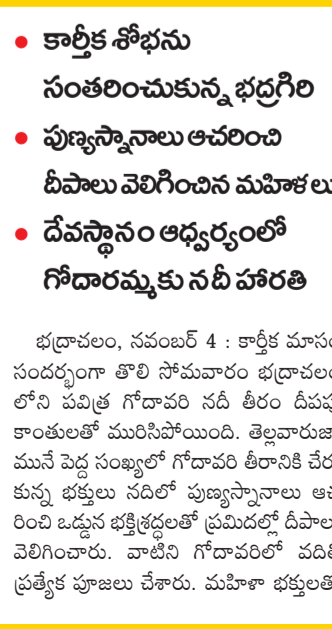 • కార్తీక శోభను
సంతరించుకున్న భద్రగిరి
• పుణ్యస్నానాలు ఆచరించి
దీపాలు వెలిగించిన మహిళలు
• దేవస్థానం ఆధ్వర్యంలో
గోదారమ్మకు నదీ హారతి
భద్రాచలం, నవంబర్ 4 : కార్తీక మాసం
సందర్భంగా తొలి సోమవారం భద్రాచలం
లోని పవిత్ర గోదావరి నదీ తీరం దీపపు
కాంతులతో మురిసిపోయింది. తెల్లవారుజా
మునే పెద్ద సంఖ్యలో గోదావరి తీరానికి చేరు
కున్న భక్తులు నదిలో పుణ్యస్నానాలు ఆచ
రించి ఒడ్డున భక్తిశ్రద్ధలతో ప్రమిదల్లో దీపాలు
వెలిగించారు. వాటిని గోదావరిలో వదిలి
ప్రత్యేక పూజలు చేశారు. మహిళా భక్తులతో